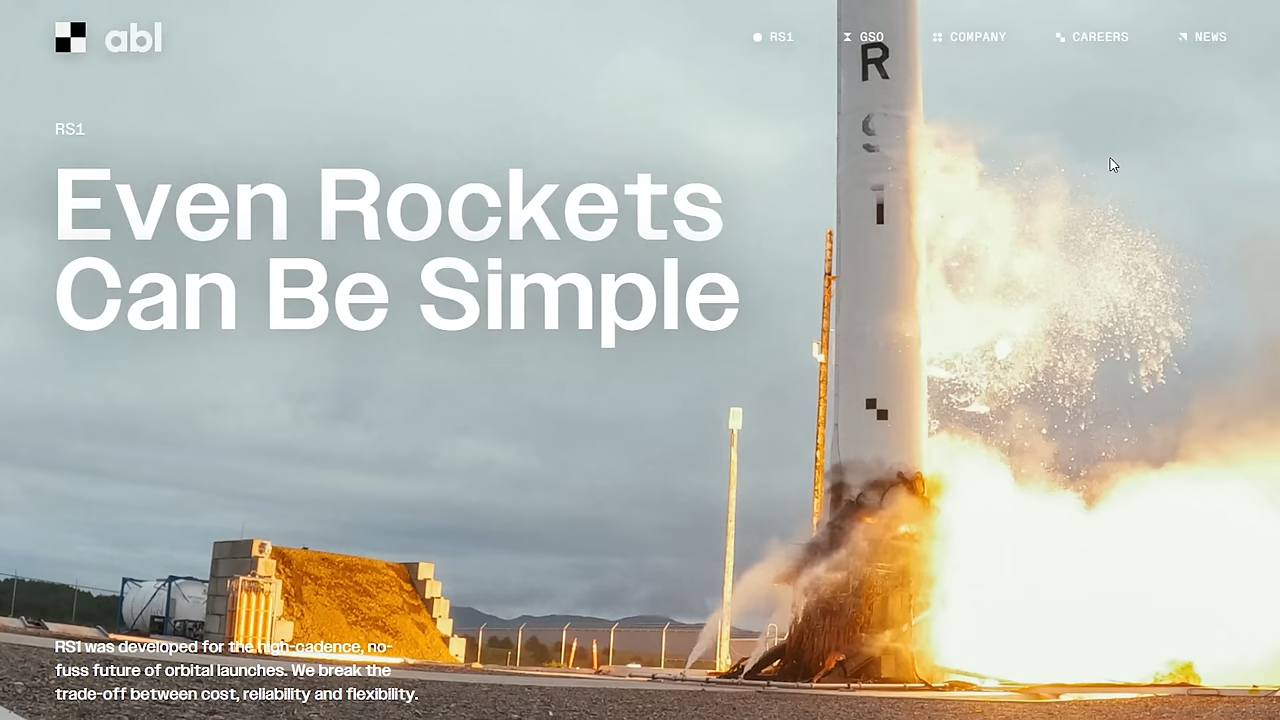 abl
RS1
GSO
COMPANY
CAREERS
NEWS
RS1
Even Rockets
Can Be Simple
RS1
RS1 was developed for the high-cadence, no-
fuss future of orbital launches. We break the
trade-off between cost, reliability and flexibility.